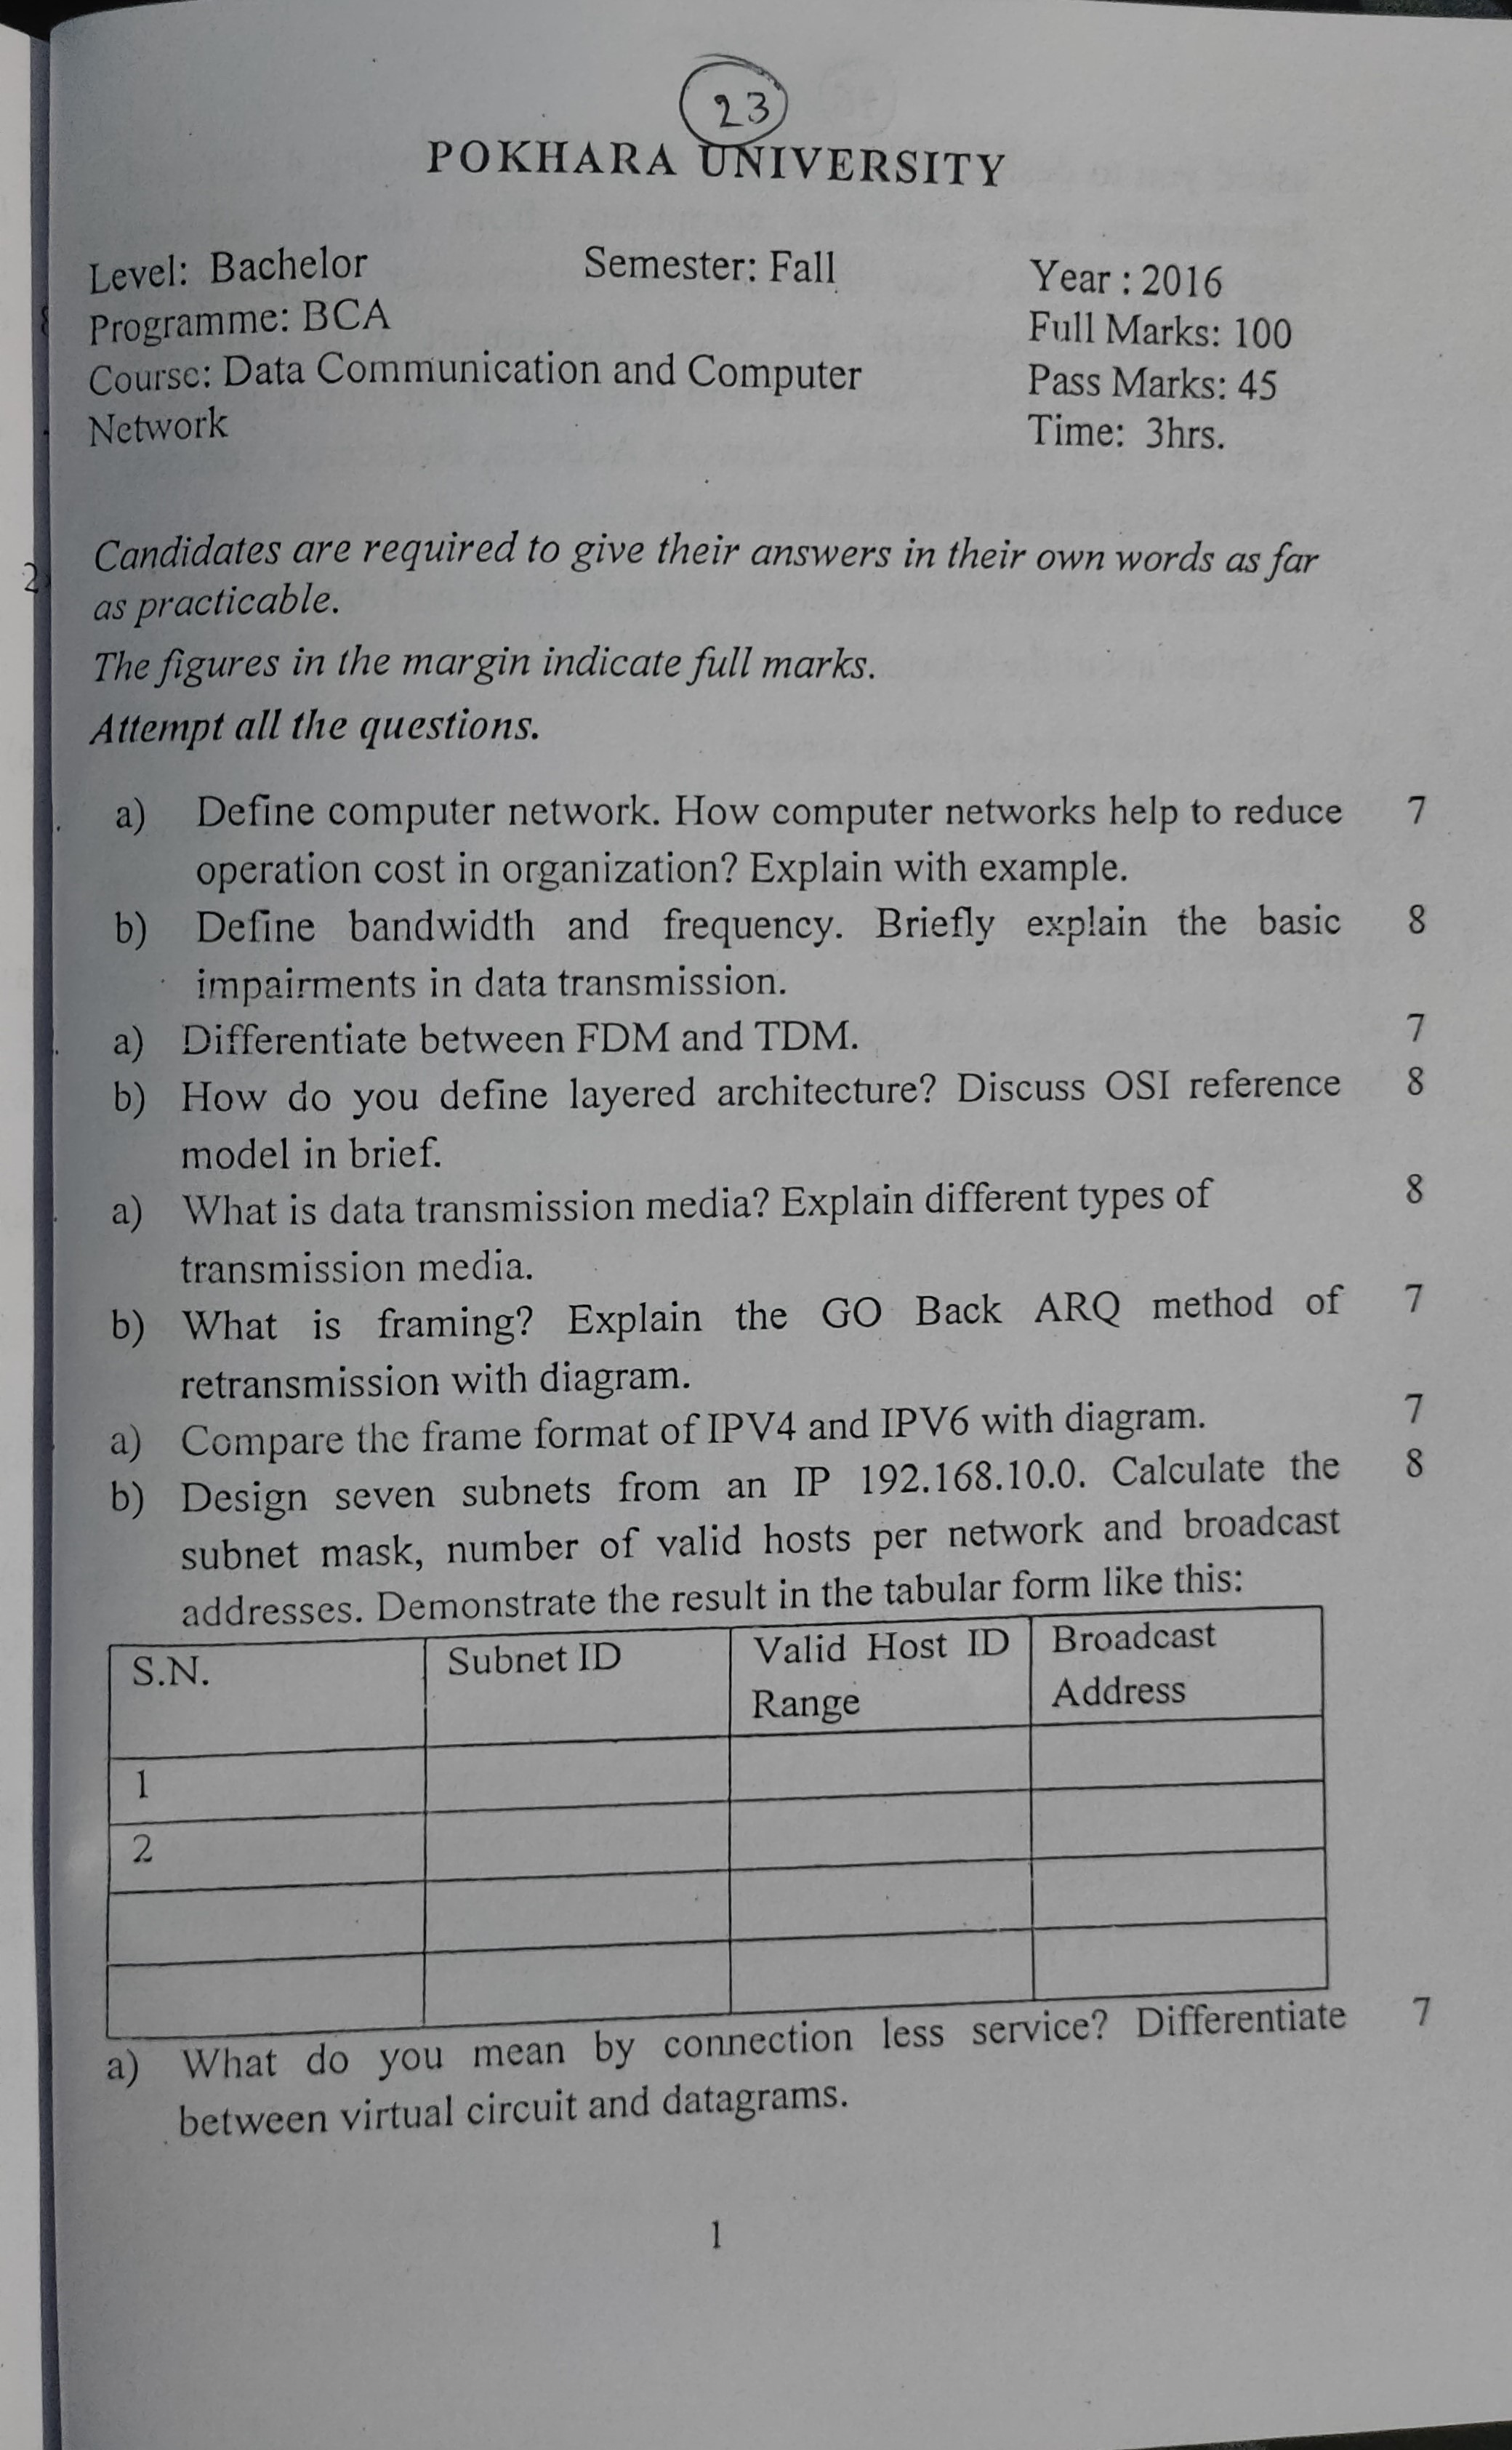 23
POKHARA UNIVERSITY
Level: Bachelor Semester: Fall Year : 2016
Programme: BCA Full Marks: 100
Course: Data Communication and Computer Pass Marks: 45
Network Time: 3hrs.
2
Candidates are required to give their answers in their own words as far
as practicable.
The figures in the margin indicate full marks.
Attempt all the questions.
a) Define computer network. How computer networks help to reduce 7
operation cost in organization? Explain with example.
b) Define bandwidth and frequency. Briefly explain the basic 8
impairments in data transmission.
a) Differentiate between FDM and TDM. 7
b) How do you define layered architecture? Discuss OSI reference 8
model in brief.
a) What is data transmission media? Explain different types of 8
transmission media.
b) What is framing? Explain the GO Back ARQ method of 7
retransmission with diagram.
a) Compare the frame format of IPV4 and IPV6 with diagram. 7
b) Design seven subnets from an IP 192.168.10.0. Calculate the 8
subnet mask, number of valid hosts per network and broadcast
addresses. Demonstrate the result in the tabular form like this:
S.N. Subnet ID Valid Host ID Broadcast
Range Address
1
2
a) What do you mean by connection less service? Differentiate 7
between virtual circuit and datagrams.
1